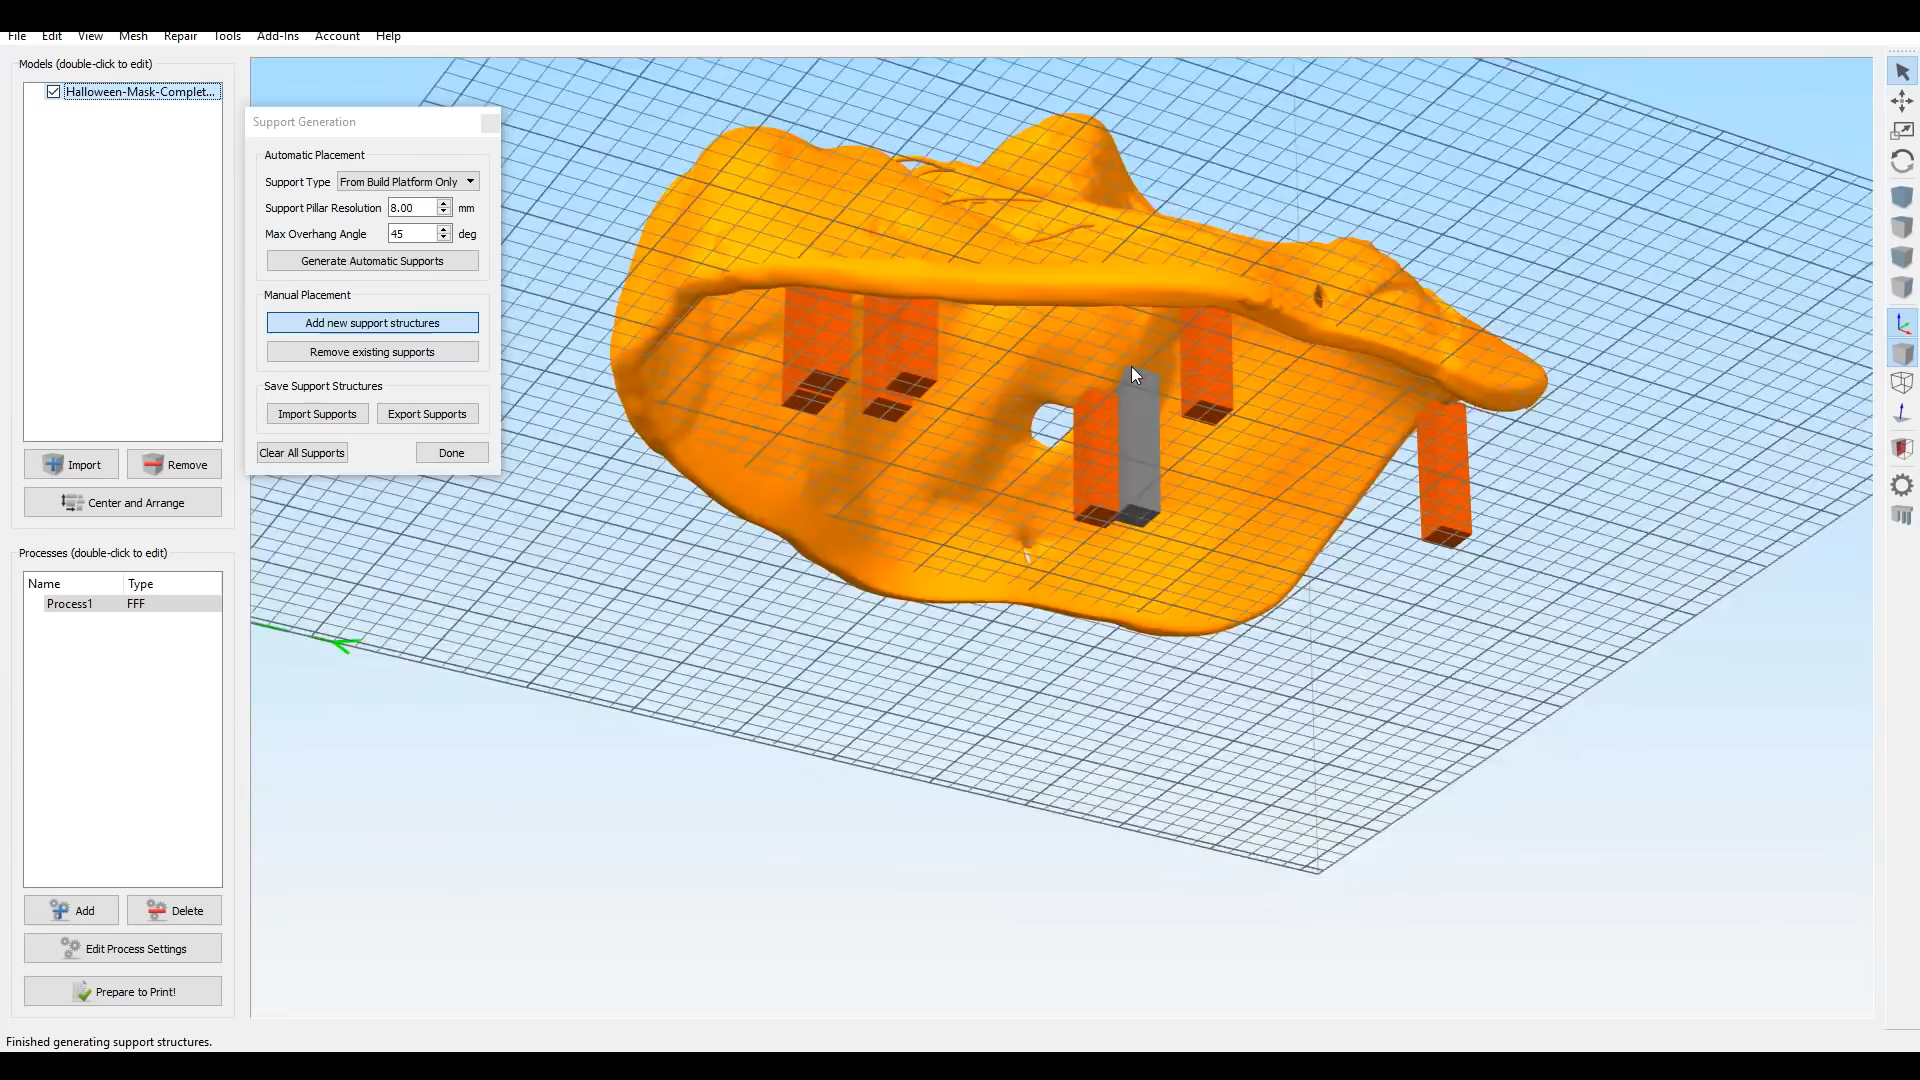 File Edit View Mesh Repair Tools Add-Ins Account Help
Models (double-click to edit)
Halloween-Mask-Complet...
Import Remove
Center and Arrange
Support Generation
Automatic Placement
Support Type From Build Platform Only
Support Pillar Resolution 8.00 mm
Max Overhang Angle 45 deg
Generate Automatic Supports
Manual Placement
Add new support structures
Remove existing supports
Save Support Structures
Import Supports Export Supports
Clear All Supports Done
Processes (double-click to edit)
Name Type
Process1 FFF
Add Delete
Edit Process Settings
Prepare to Print!
Finished generating support structures.